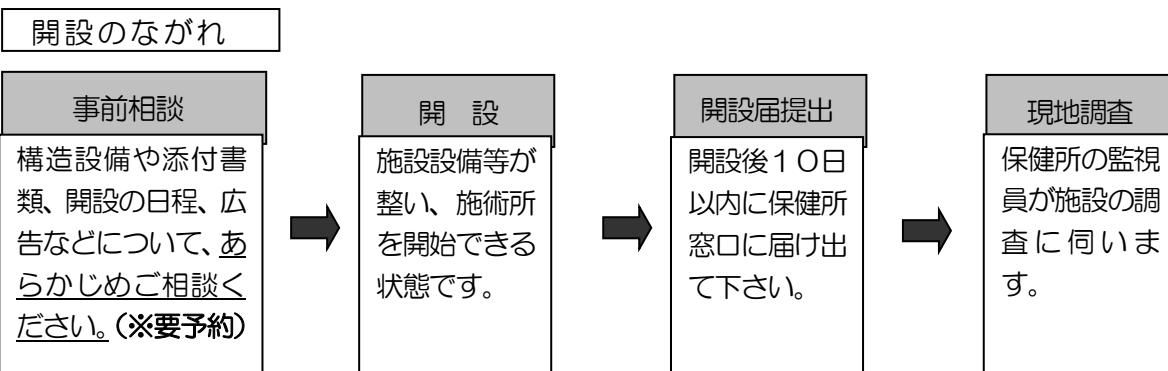 開設のながれ
事前相談
構造設備や添付書
類、開設の日程、広
告などについて、あ
らかじめご相談く
ださい。(※要予約)
開 設
施設設備等が
整い、施術所
を開始できる
状態です。
開設届提出
開設後10日
以内に保健所
窓口に届け出
て下さい。
現地調査
保健所の監視
員が施設の調
査に伺いま
す。